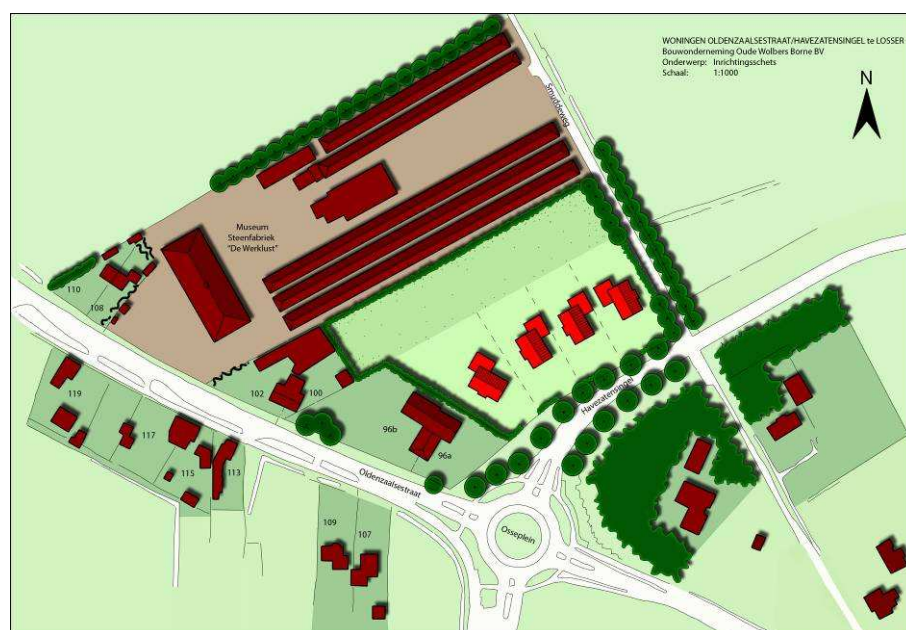 WONINGEN OLDENZAALSESTRAAT/HAVEZATENSINGEL te LOSSER
Bouwonderneming Oude Wolbers Borne BV
Onderwerp: Inrichtingsschets
Schaal: 1:1000
N
Smuddeweg
Museum
Steenfabriek
"De Werklust"
110
108
102
100
119
117
115
113
96b
96a
Havezatensingel
Oldenzaalsestraat
Osseplein
109
107